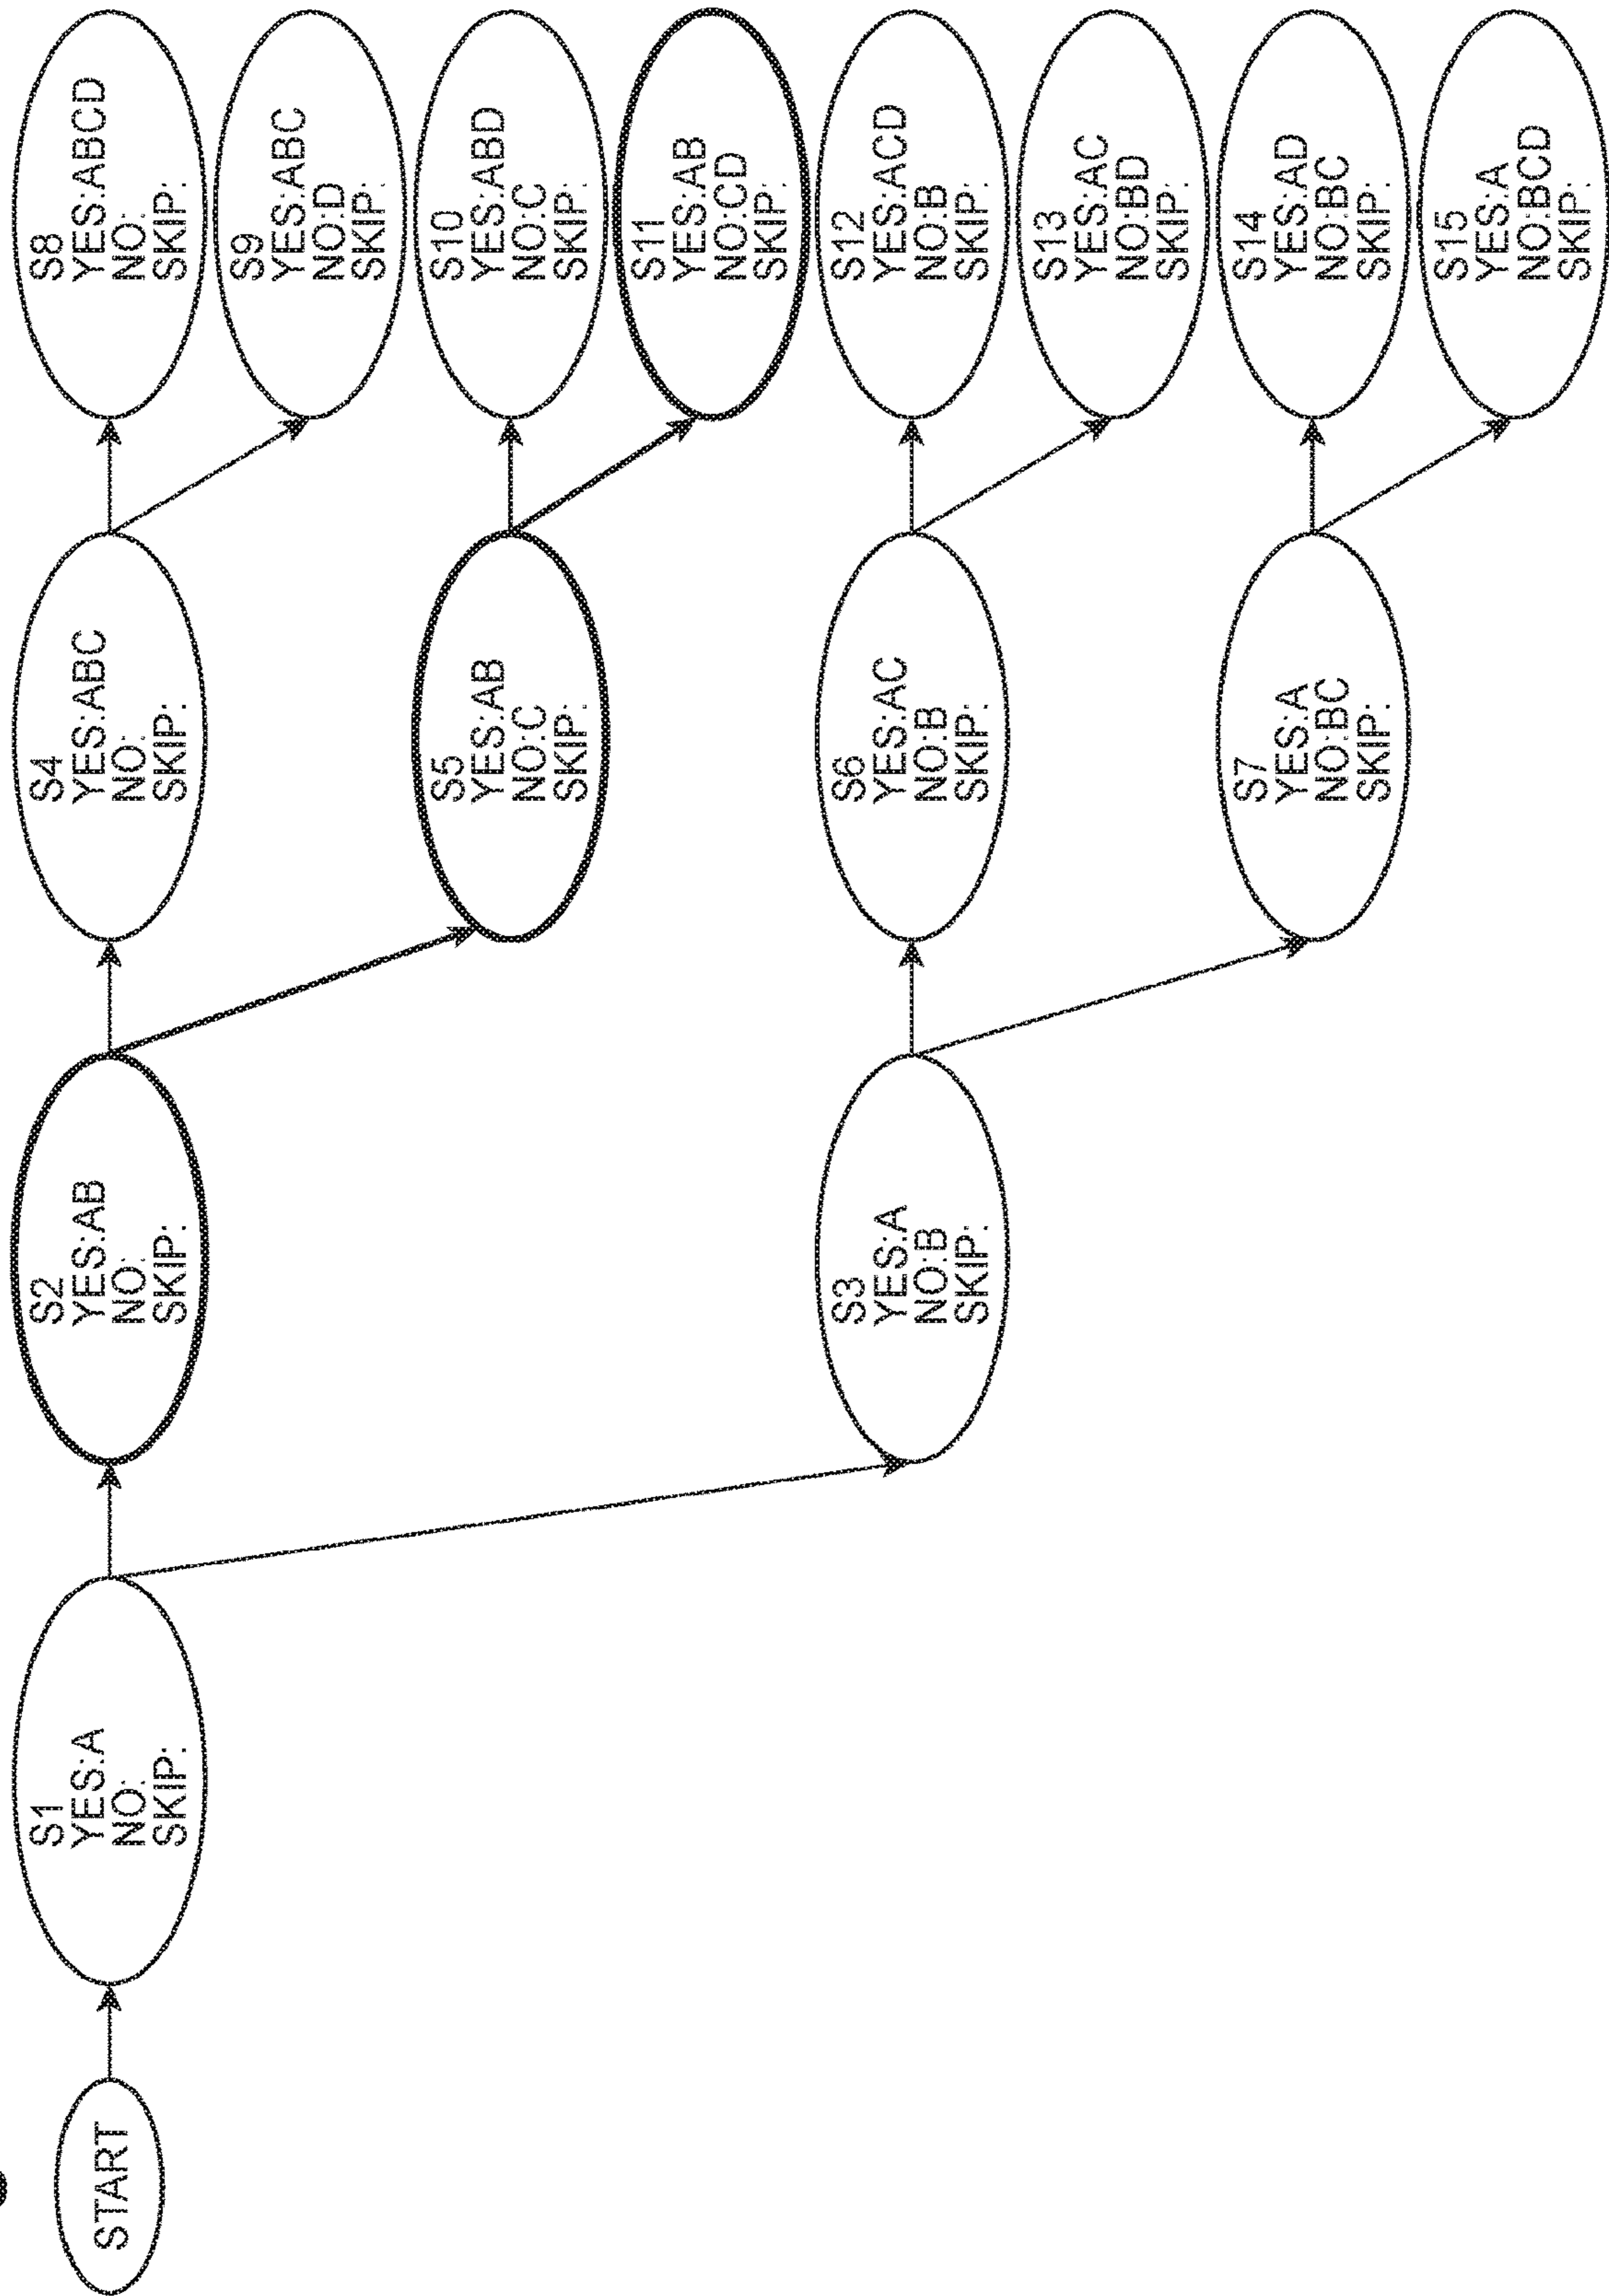 START
S1
YES:A
NO:
SKIP:
S2
YES:AB
NO:
SKIP:
S3
YES:A
NO:B
SKIP:
S4
YES:ABC
NO:
SKIP:
S5
YES:AB
NO:C
SKIP:
S6
YES:AC
NO:B
SKIP:
S7
YES:A
NO:BC
SKIP:
S8
YES:ABCD
NO:
SKIP:
S9
YES:ABC
NO:D
SKIP:
S10
YES:ABD
NO:C
SKIP:
S11
YES:AB
NO:CD
SKIP:
S12
YES:ACD
NO:B
SKIP:
S13
YES:AC
NO:BD
SKIP:
S14
YES:AD
NO:BC
SKIP:
S15
YES:A
NO:BCD
SKIP: